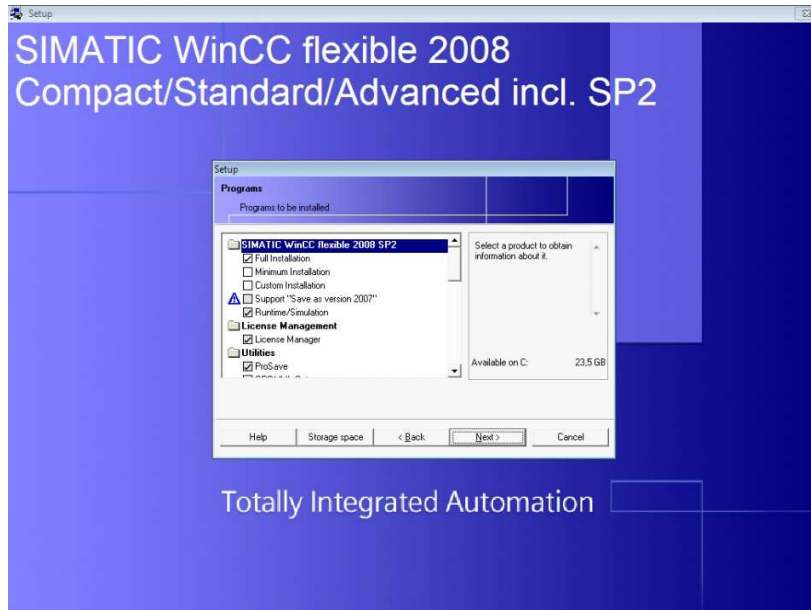 Setup
SIMATIC WinCC flexible 2008
Compact/Standard/Advanced incl. SP2
Setup
Programs
Programs to be installed
SIMATIC WinCC flexible 2008 SP2
Full Installation
Minimum Installation
Custom Installation
Support "Save as version 2007"
Runtime/Simulation
License Management
License Manager
Utilities
ProSave
Select a product to obtain
information about it.
Available on C: 23,5 GB
Help Storage space < Back Next > Cancel
Totally Integrated Automation